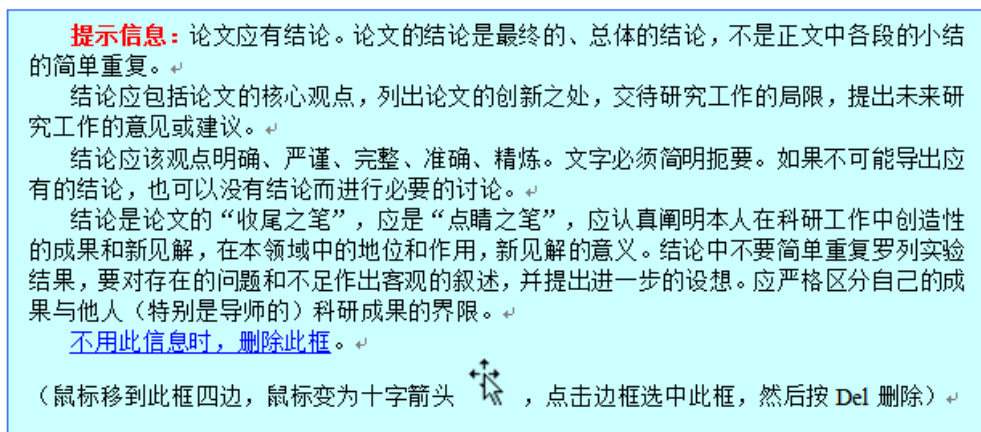 提示信息：论文应有结论。论文的结论是最终的、总体的结论，不是正文中各段的小结
的简单重复。
结论应包括论文的核心观点，列出论文的创新之处，交待研究工作的局限，提出未来研
究工作的意见或建议。
结论应该观点明确、严谨、完整、准确、精炼。文字必须简明扼要。如果不可能导出应
有的结论，也可以没有结论而进行必要的讨论。
结论是论文的“收尾之笔”，应是“点睛之笔”，应认真阐明本人在科研工作中创造性
的成果和新见解，在本领域中的地位和作用，新见解的意义。结论中不要简单重复罗列实验
结果，要对存在的问题和不足作出客观的叙述，并提出进一步的设想。应严格区分自己的成
果与他人（特别是导师的）科研成果的界限。
不用此信息时，删除此框。
（鼠标移到此框四边，鼠标变为十字箭头 ，点击边框选中此框，然后按 Del 删除）